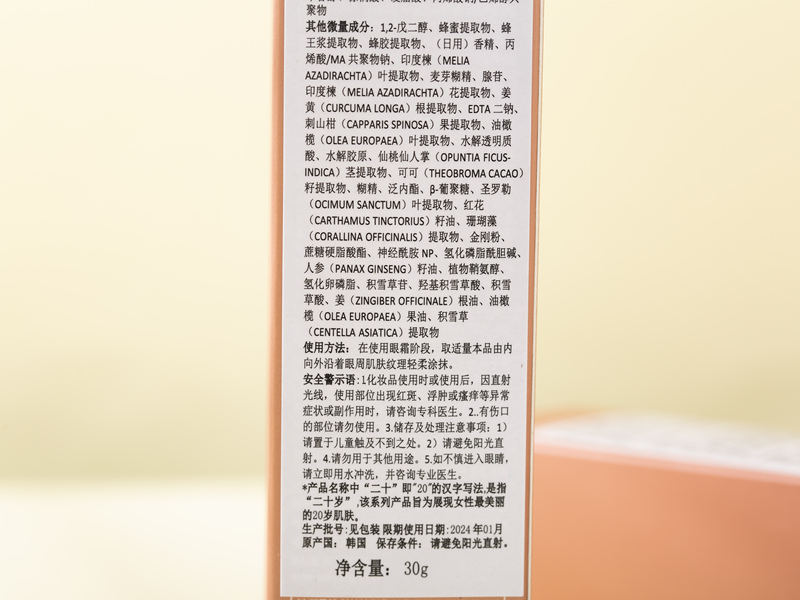 聚物
其他微量成分：1,2-戊二醇、蜂蜜提取物、蜂
王浆提取物、蜂胶提取物、（日用）香精、丙
烯酸/MA 共聚物钠、印度楝（MELIA
AZADIRACHTA）叶提取物、麦芽糊精、腺苷、
印度楝（MELIA AZADIRACHTA）花提取物、姜
黄（CURCUMA LONGA）根提取物、EDTA 二钠、
刺山柑（CAPPARIS SPINOSA）果提取物、油橄
榄（OLEA EUROPAEA）叶提取物、水解透明质
酸、水解胶原、仙桃仙人掌（OPUNTIA FICUS-
INDICA）茎提取物、可可（THEOBROMA CACAO）
籽提取物、糊精、泛内酯、β-葡聚糖、圣罗勒
（OCIMUM SANCTUM）叶提取物、红花
（CARTHAMUS TINCTORIUS）籽油、珊瑚藻
（CORALLINA OFFICINALIS）提取物、金刚粉、
蔗糖硬脂酸酯、神经酰胺 NP、氢化磷脂酰胆碱、
人参（PANAX GINSENG）籽油、植物鞘氨醇、
氢化卵磷脂、积雪草苷、羟基积雪草酸、积雪
草酸、姜（ZINGIBER OFFICINALE）根油、油橄
榄（OLEA EUROPAEA）果油、积雪草
（CENTELLA ASIATICA）提取物
使用方法： 在使用眼霜阶段，取适量本品由内
向外沿着眼周肌肤纹理轻柔涂抹。
安全警示语:1化妆品使用时或使用后，因直射
光线，使用部位出现红斑、浮肿或瘙痒等异常
症状或副作用时，请咨询专科医生。2..有伤口
的部位请勿使用。3.储存及处理注意事项：1）
请置于儿童触及不到之处。2）请避免阳光直
射。4.请勿用于其他用途。5.如不慎进入眼睛，
请立即用水冲洗，并咨询专业医生。
*产品名称中“二十”即"20"的汉字写法,是指
“二十岁”,该系列产品旨为展现女性最美丽
的20岁肌肤。
生产批号:见包装 限期使用日期:2024 年01月
原产国： 韩国 保存条件： 请避免阳光直射。
净含量： 30g